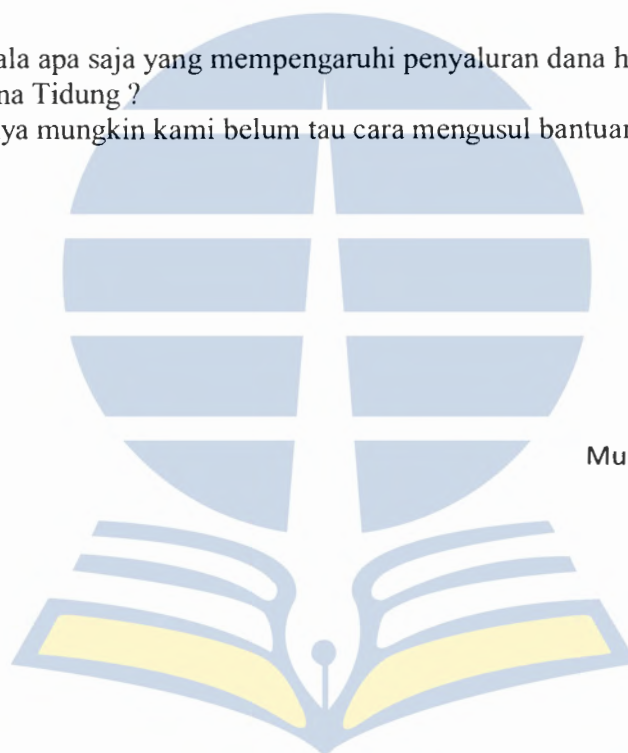 ala apa saja yang mempengaruhi penyaluran dana h
na Tidung ?
ya mungkin kami belum tau cara mengusul bantuan
Mu